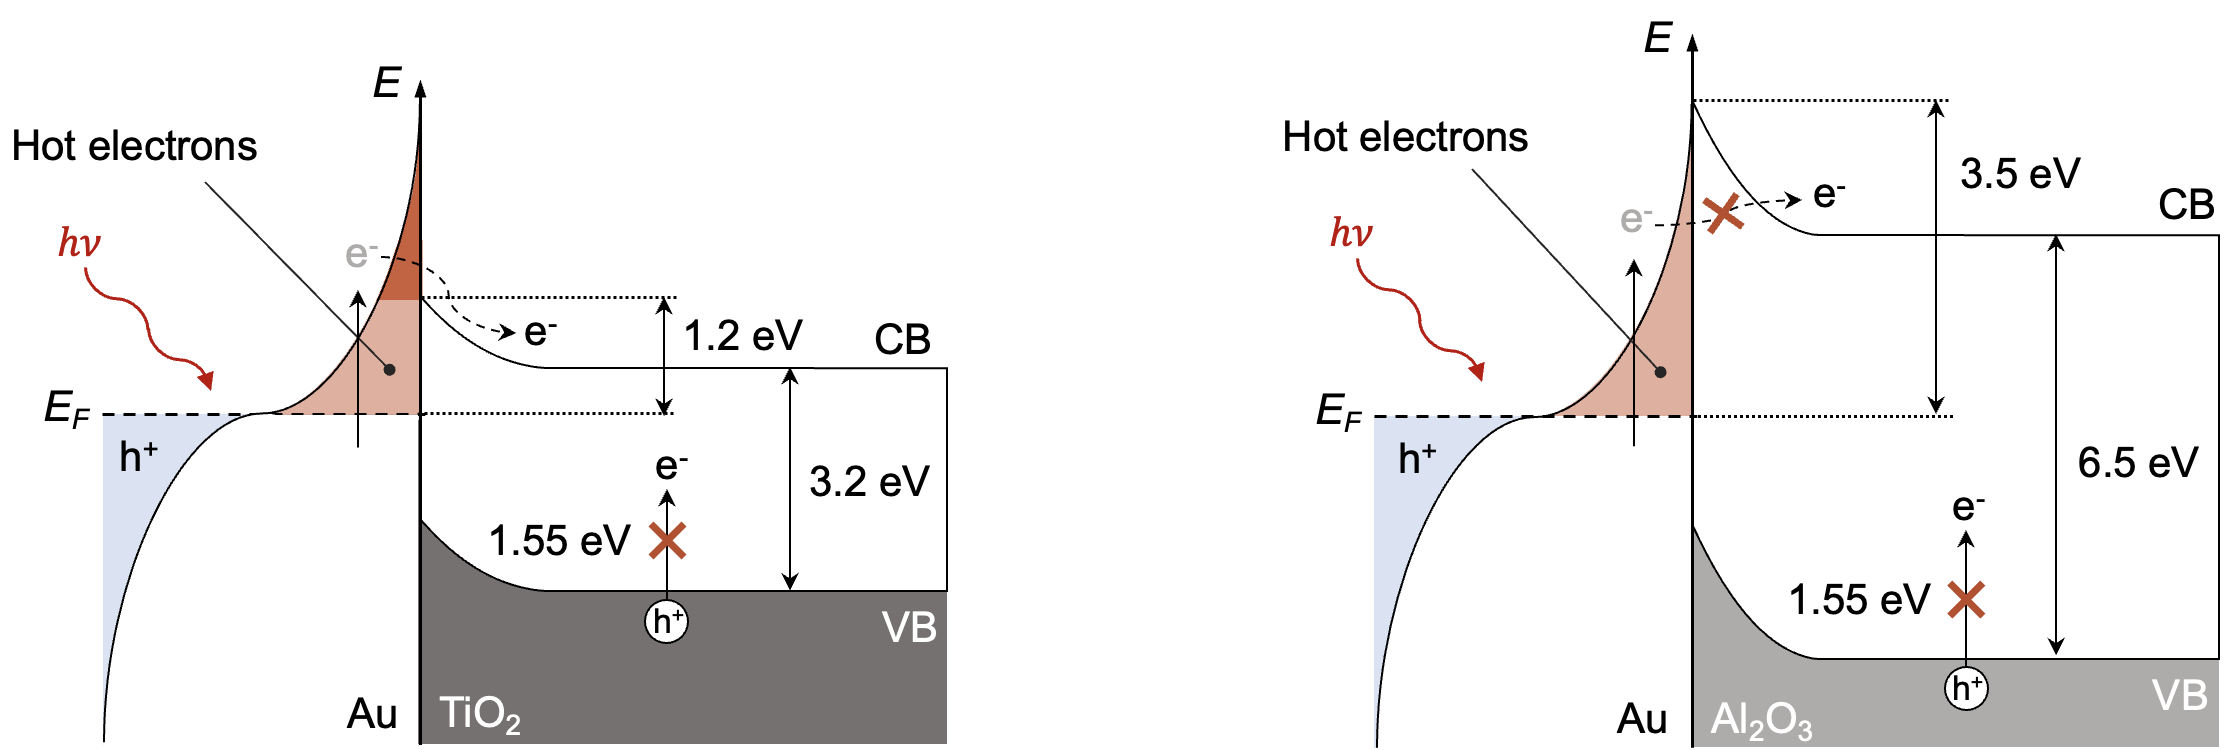 E
Hot electrons
hν
e⁻
e⁻
1.2 eV
CB
E_F
h⁺
e⁻
3.2 eV
1.55 eV
h⁺
VB
Au
TiO₂
E
Hot electrons
3.5 eV
e⁻
e⁻
CB
hν
E_F
h⁺
6.5 eV
e⁻
1.55 eV
h⁺
VB
Au
Al₂O₃